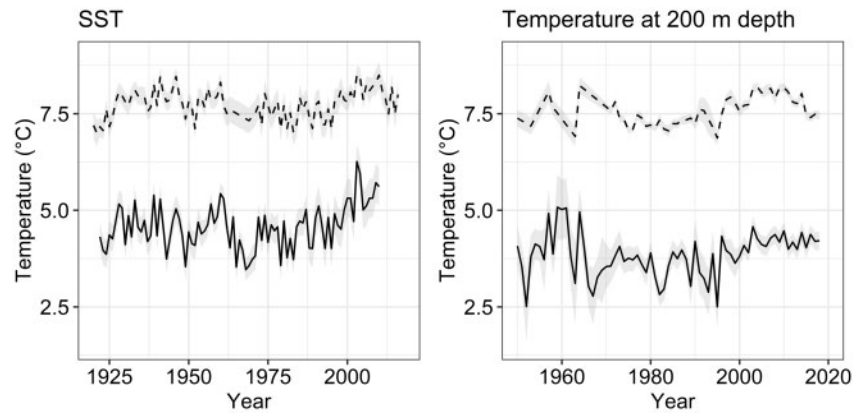 SST
Temperature at 200 m depth
Temperature (°C)
7.5
5.0
2.5
1925
1950
1975
2000
Year
Temperature (°C)
7.5
5.0
2.5
1960
1980
2000
2020
Year